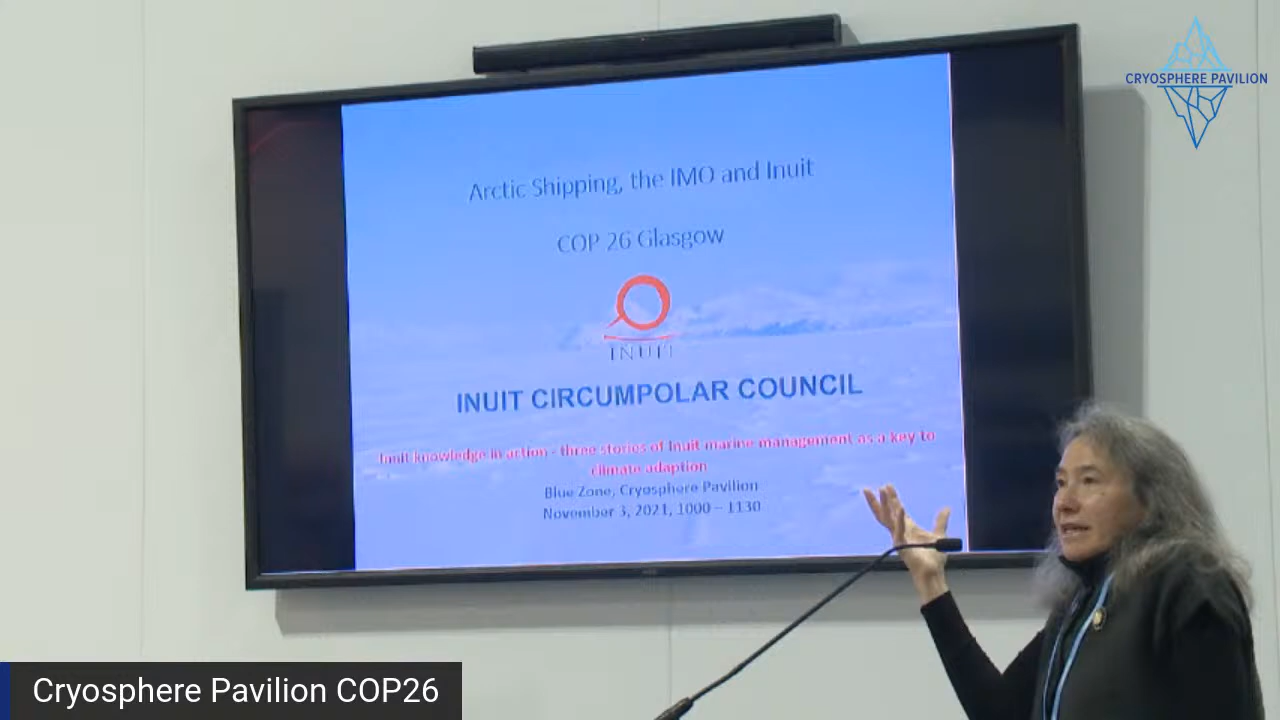 CRYOSPHERE PAVILION
Arctic Shipping, the IMO and Inuit
COP 26 Glasgow
INUIT
INUIT CIRCUMPOLAR COUNCIL
Inuit knowledge in action - three stories of Inuit marine management as a key to
climate adaption
Blue Zone, Cryosphere Pavilion
November 3, 2021, 1000 – 1130
Cryosphere Pavilion COP26